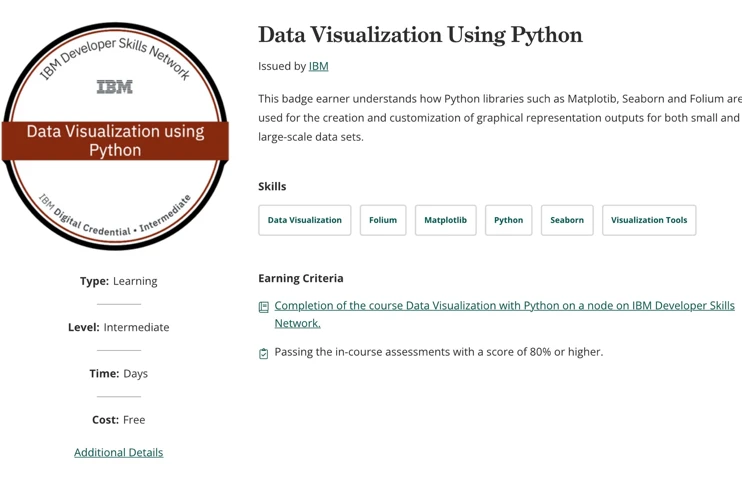 IBM Developer Skills Network
IBM
Data Visualization using
Python
IBM Digital Credential • Intermediate
Type: Learning
Level: Intermediate
Time: Days
Cost: Free
Additional Details
Data Visualization Using Python
Issued by IBM
This badge earner understands how Python libraries such as Matplotib, Seaborn and Folium are
used for the creation and customization of graphical representation outputs for both small and
large-scale data sets.
Skills
Data Visualization Folium Matplotlib Python Seaborn Visualization Tools
Earning Criteria
Completion of the course Data Visualization with Python on a node on IBM Developer Skills
Network.
Passing the in-course assessments with a score of 80% or higher.